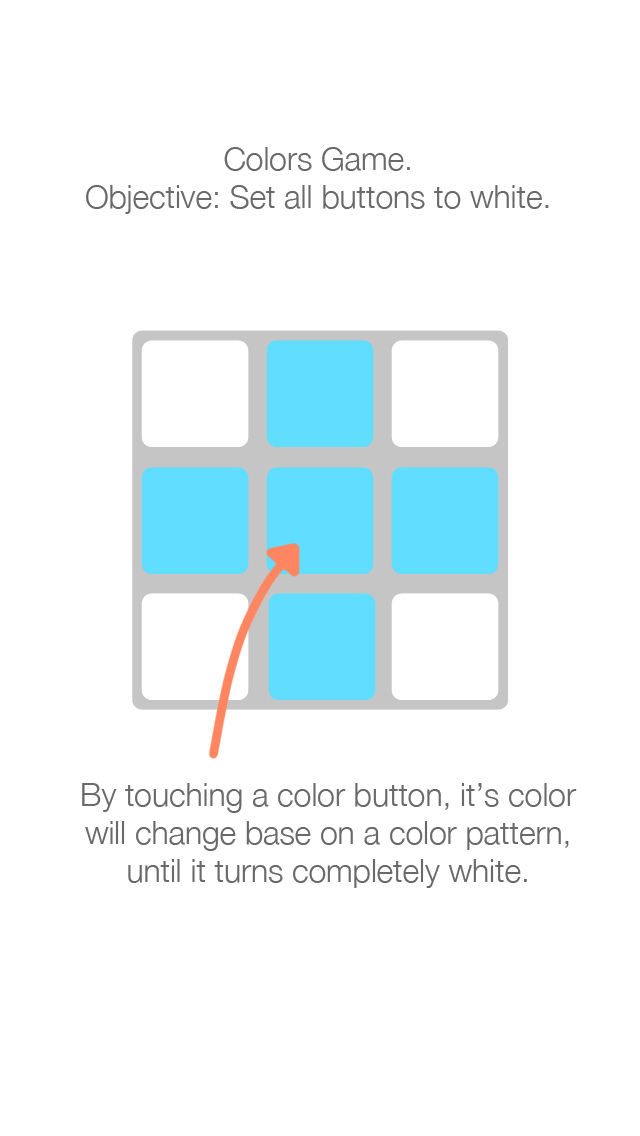 Colors Game.
Objective: Set all buttons to white.
By touching a color button, it’s color
will change base on a color pattern,
until it turns completely white.